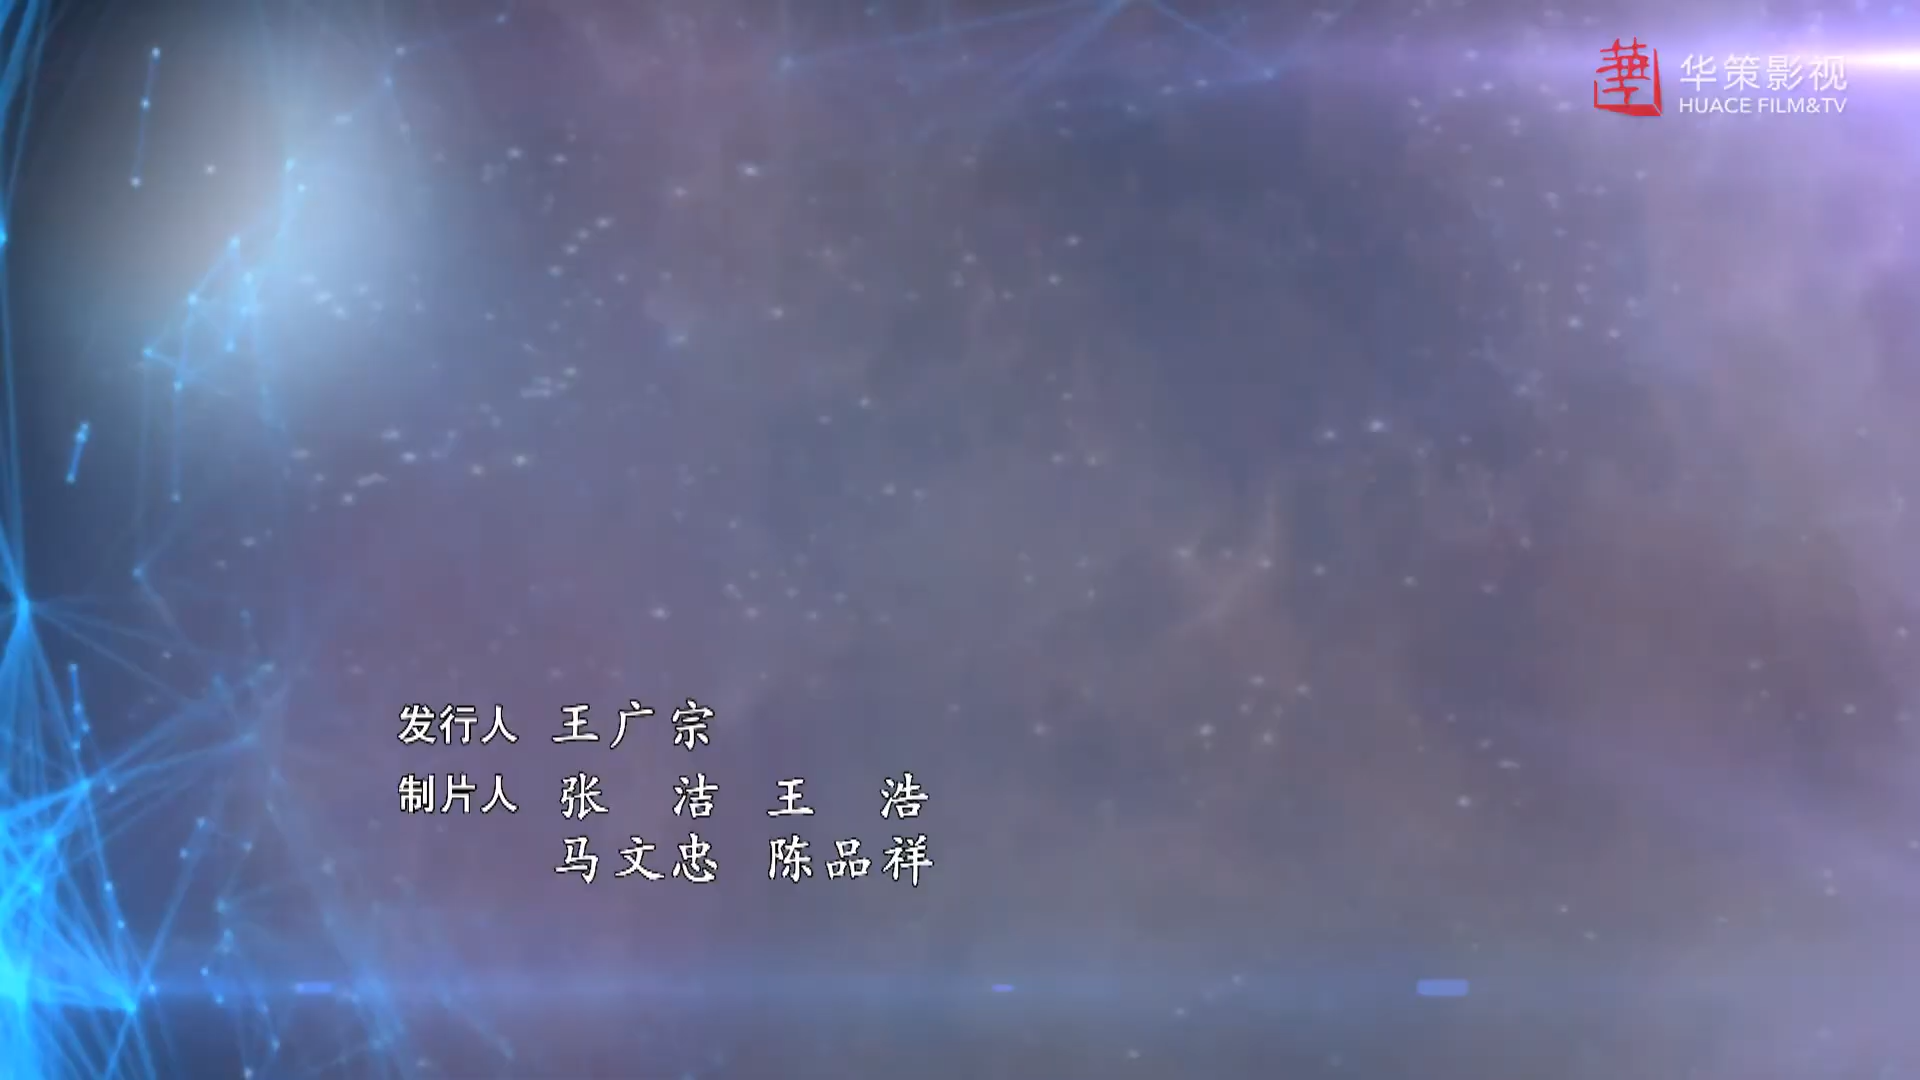 华策影视
HUACE FILM&TV
发行人 王广宗
制片人 张 洁 王 浩
马文忠 陈品祥